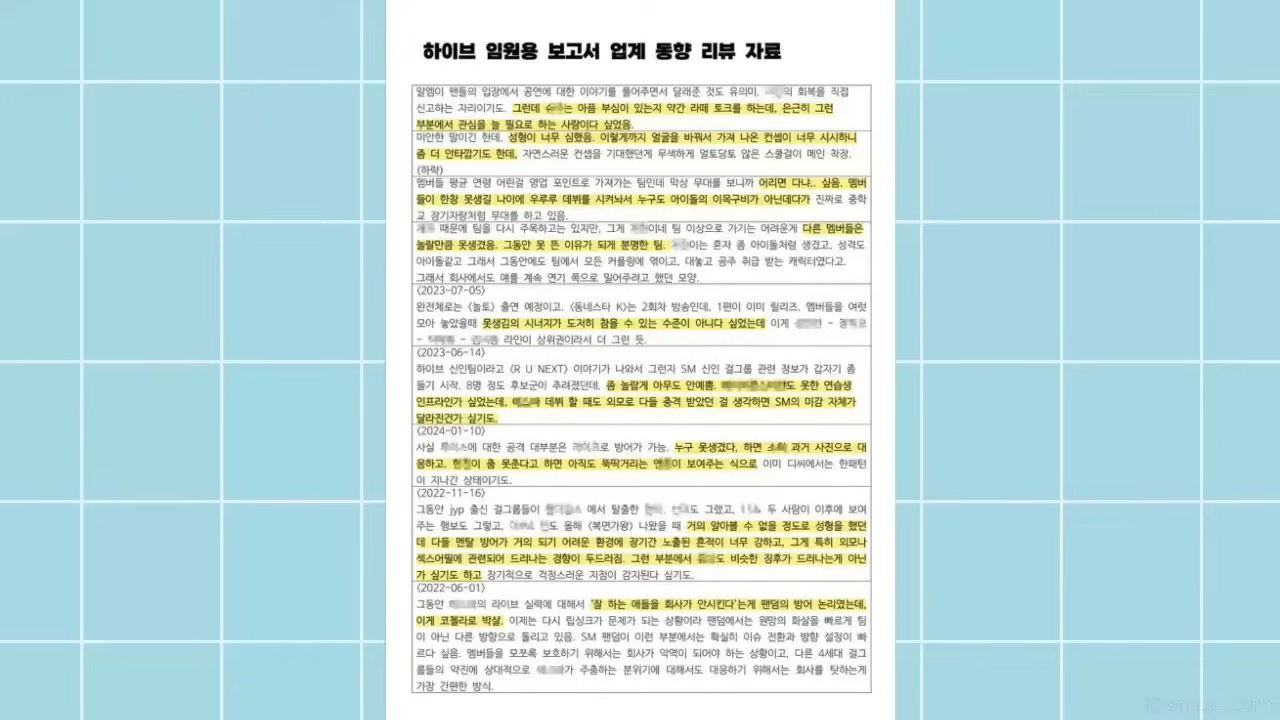 하이브 임원용 보고서 업계 동향 리뷰 자료
알엠이 팬들의 입장에서 공연에 대한 이야기를 풀어주면서 달래준 것도 유의미. 의 회복을 직접
신고하는 자리이기도. 그런데 는 아픔 부심이 있는지 약간 라떼 토크를 하는데, 은근히 그런
부분에서 관심을 늘 필요로 하는 사람이다 싶었음.
미안한 말이긴 한데, 성형이 너무 심했음. 이렇게까지 얼굴을 바꿔서 가져 나온 컨셉이 너무 시시하니
좀 더 안타깝기도 한데, 자연스러운 컨셉을 기대했던게 무색하게 얼토당토 않은 스쿨걸이 메인 착장.
(하략)
멤버들 평균 연령 어린걸 영업 포인트로 가져가는 팀인데 막상 무대를 보니까 어리면 다냐.. 싶음. 멤버
들이 한창 못생길 나이에 우루루 데뷔를 시켜놔서 누구도 아이돌의 이목구비가 아닌데다가 진짜로 중학
교 장기자랑처럼 무대를 하고 있음.
때문에 팀을 다시 주목하고는 있지만, 그게 이네 팀 이상으로 가기는 어려운게 다른 멤버들은
놀랄만큼 못생겼음. 그동안 못 뜬 이유가 되게 분명한 팀. 이는 혼자 좀 아이돌처럼 생겼고, 성격도
아이돌같고 그래서 그동안에도 팀에서 모든 커플링에 엮이고, 대놓고 공주 취급 받는 캐릭터였다고.
그래서 회사에서도 얘를 계속 연기 쪽으로 밀어주려고 했던 모양.
(2023-07-05)
완전체로는 <놀토> 출연 예정이고, <동네스타 K>는 2회차 방송인데, 1편이 이미 릴리즈. 멤버들을 여럿
모아 놓았을때 못생김의 시너지가 도저히 참을 수 있는 수준이 아니다 싶었는데 이게 -
- - 라인이 상위권이라서 더 그런 듯.
(2023-06-14)
하이브 신인팀이라고 <R U NEXT> 이야기가 나와서 그런지 SM 신인 걸그룹 관련 정보가 갑자기 좀
돌기 시작. 8명 정도 후보군이 추려졌던데. 좀 놀랍게 아무도 안예쁨. 도 못한 연습생
인프라인가 싶었는데, 데뷔 할 때도 외모로 다들 충격 받았던 걸 생각하면 SM의 미감 자체가
달라진건가 싶기도.
(2024-01-10)
사실 에 대한 공격 대부분은 로 방어가 가능. 누구 못생겼다, 하면 과거 사진으로 대
응하고. 이 춤 못춘다고 하면 아직도 뚝딱거리는 이 보여주는 식으로 이미 디씨에서는 한패턴
이 지나간 상태이기도.
(2022-11-16)
그동안 jyp 출신 걸그룹들이 에서 탈출한 도 그랬고, 두 사람이 이후에 보여
주는 행보도 그렇고, 도 올해 <복면가왕> 나왔을 때 거의 알아볼 수 없을 정도로 성형을 했던
데 다들 멘탈 방어가 거의 되기 어려운 환경에 장기간 노출된 흔적이 너무 강하고, 그게 특히 외모나
섹스어필에 관련되어 드러나는 경향이 두드러짐. 그런 부분에서 도 비슷한 징후가 드러나는게 아닌
가 싶기도 하고 장기적으로 걱정스러운 지점이 감지된다 싶기도.
(2022-06-01)
그동안 의 라이브 실력에 대해서 '잘 하는 애들을 회사가 안시킨다'는게 팬덤의 방어 논리였는데,
이게 코첼라로 박살. 이제는 다시 립싱크가 문제가 되는 상황이라 팬덤에서는 원망의 화살을 빠르게 팀
이 아닌 다른 방향으로 돌리고 있음. SM 팬덤이 이런 부분에서는 확실히 이슈 전환과 방향 설정이 빠
르다 싶음. 멤버들을 모쪼록 보호하기 위해서는 회사가 악역이 되어야 하는 상황이고, 다른 4세대 걸그
룹들의 약진에 상대적으로 가 주춤하는 분위기에 대해서도 대응하기 위해서는 회사를 탓하는게
가장 간편한 방식.